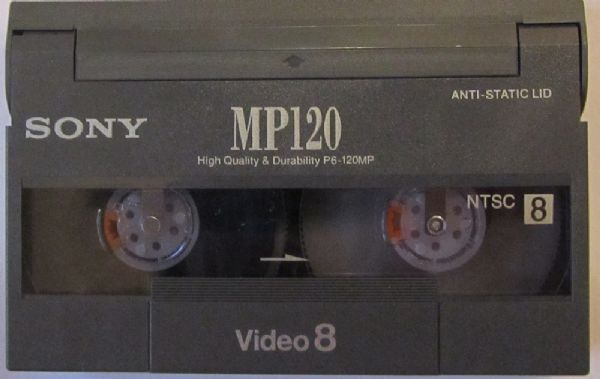 ANTI-STATIC LID
SONY
MP120
High Quality & Durability P6-120MP
NTSC 8
Video 8